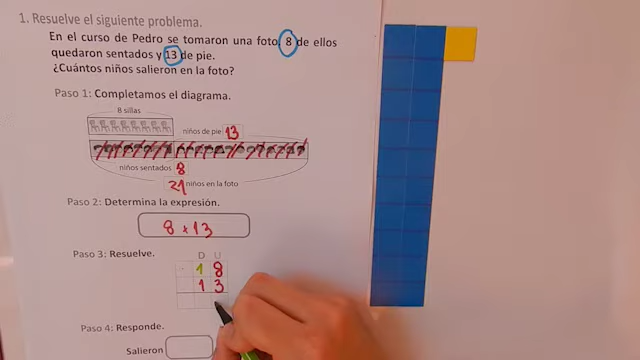 1. Resuelve el siguiente problema.
En el curso de Pedro se tomaron una foto, 8 de ellos
quedaron sentados y 13 de pie.
¿Cuántos niños salieron en la foto?
Paso 1: Completamos el diagrama.
8 sillas
niños de pie 13
niños sentados 8
21 niños en la foto
Paso 2: Determina la expresión.
8 + 13
Paso 3: Resuelve.
D U
1 8
1 3
Paso 4: Responde.
Salieron